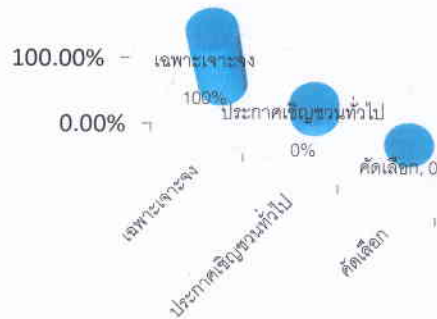 100.00%
เฉพาะเจาะจง
100%
ประกาศเชิญชวนทั่วไป
0.00%
0%
คัดเลือก, 0
เฉพาะเจาะจง
ประกาศเชิญชวนทั่วไป
คัดเลือก